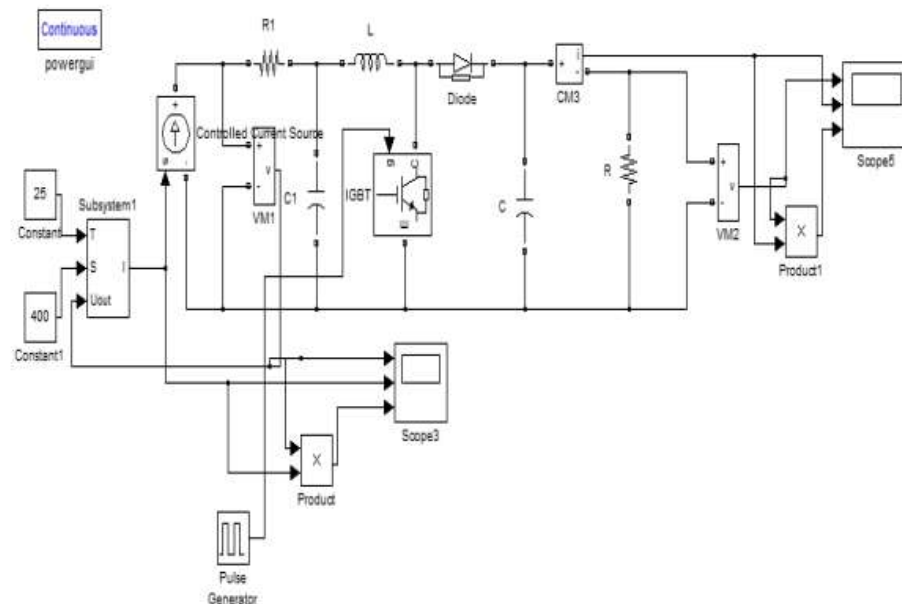 Continuous
powergui
R1
L
Diode
i
+
-
CM3
Scope5
+
s
-
Controlled Current Source
+
-
v
VM1
C1
g
C
E
IGBT
C
R
+
-
v
VM2
X
Product1
25
Constant
Subsystem1
T
S
Uout
I
400
Constant1
Scope3
X
Product
Pulse
Generator